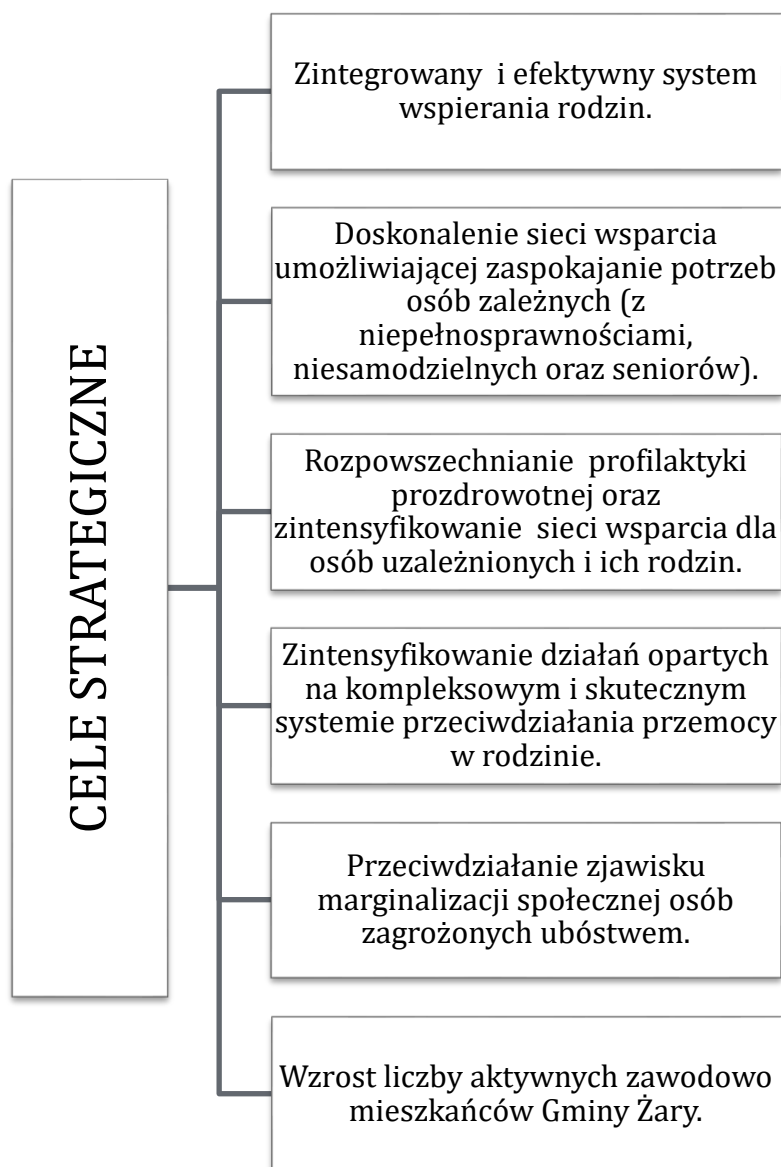 CELE STRATEGICZNE
Zintegrowany i efektywny system
wspierania rodzin.
Doskonalenie sieci wsparcia
umożliwiającej zaspokajanie potrzeb
osób zależnych (z
niepełnosprawnościami,
niesamodzielnych oraz seniorów).
Rozpowszechnianie profilaktyki
prozdrowotnej oraz
zintensyfikowanie sieci wsparcia dla
osób uzależnionych i ich rodzin.
Zintensyfikowanie działań opartych
na kompleksowym i skutecznym
systemie przeciwdziałania przemocy
w rodzinie.
Przeciwdziałanie zjawisku
marginalizacji społecznej osób
zagrożonych ubóstwem.
Wzrost liczby aktywnych zawodowo
mieszkańców Gminy Żary.